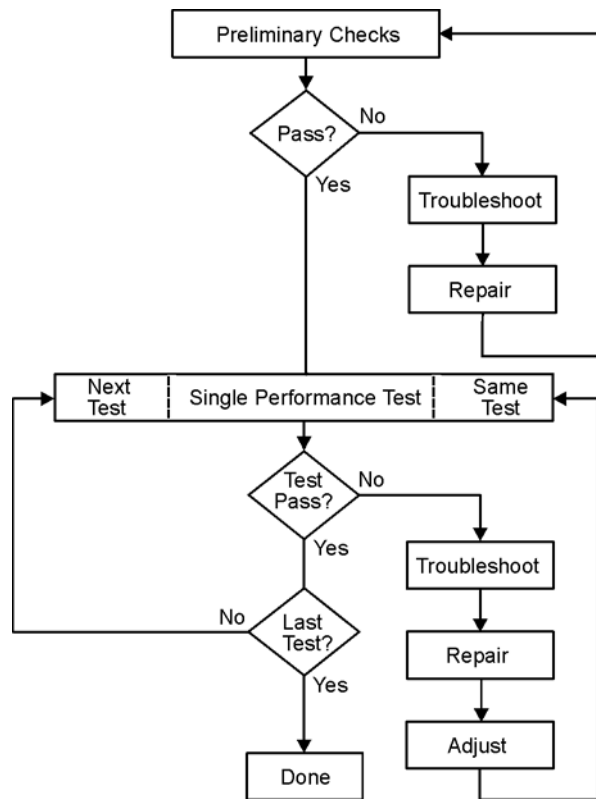 Preliminary Checks
Pass?
No
Yes
Troubleshoot
Repair
Next
Test
Single Performance Test
Same
Test
Test
Pass?
No
Yes
Troubleshoot
Last
Test?
No
Yes
Repair
Adjust
Done